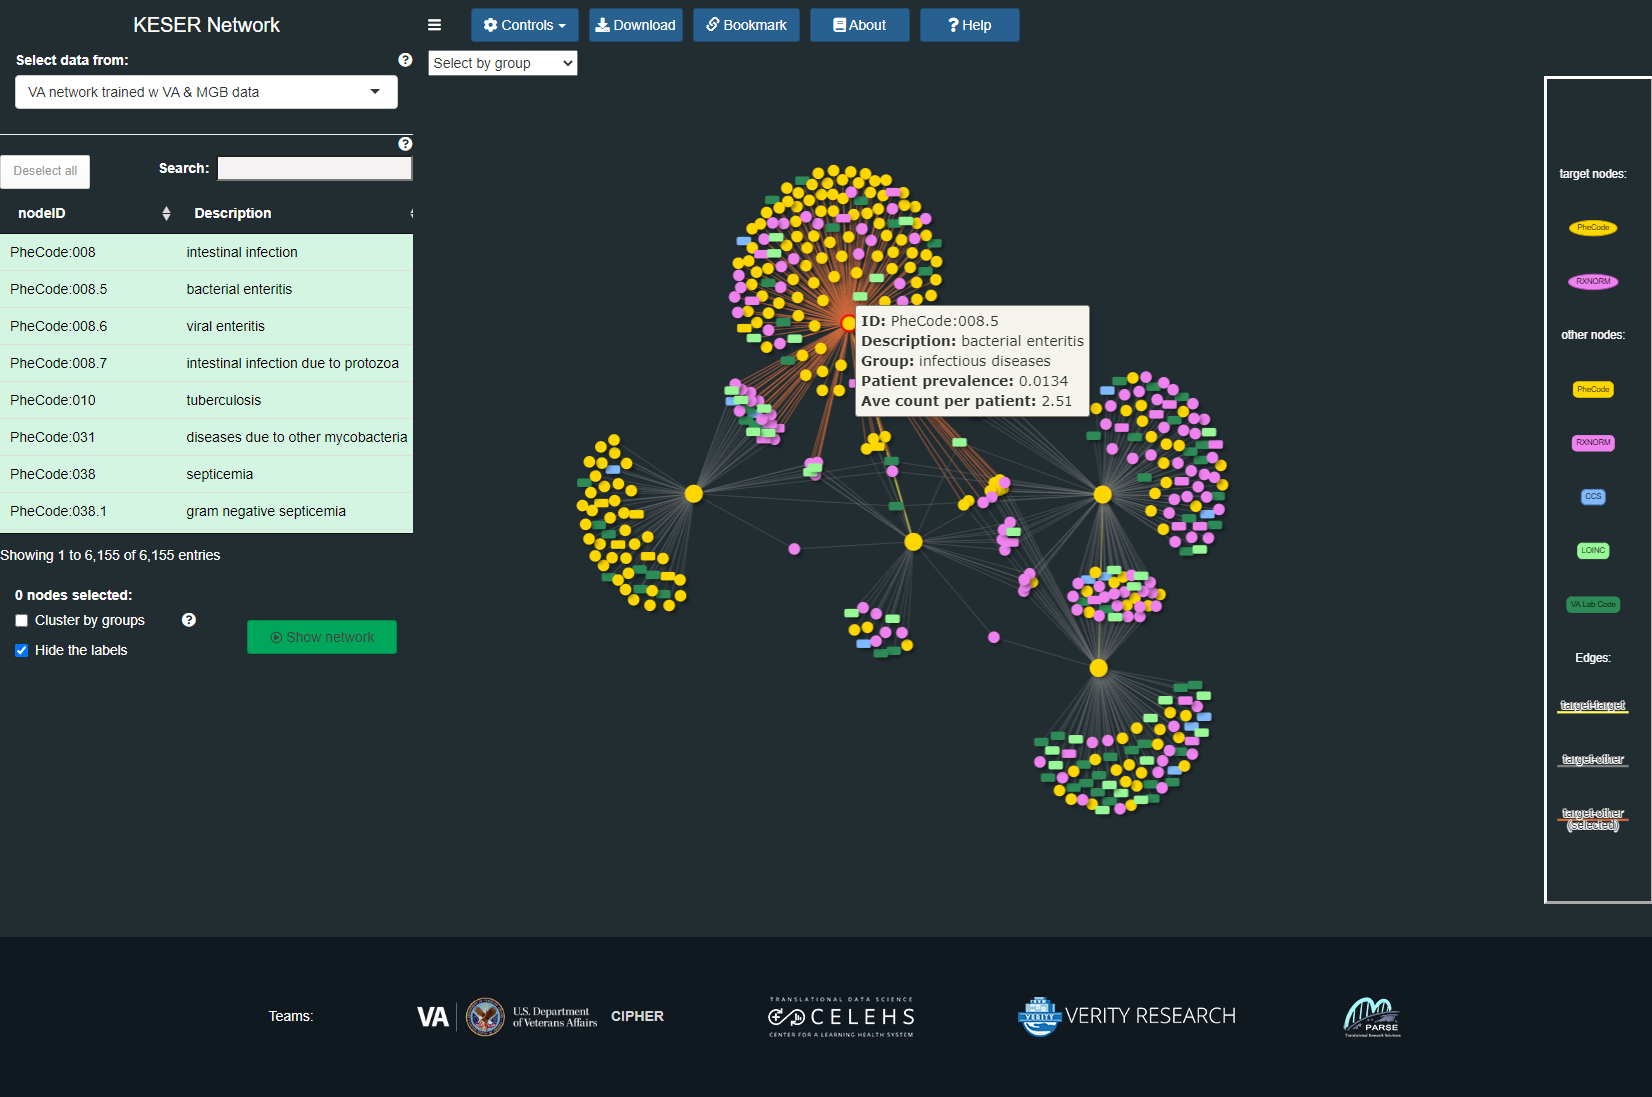 KESER Network
Controls
Download
Bookmark
About
Help
Select data from:
VA network trained w VA & MGB data
Select by group
Deselect all
Search:
nodeID Description
PheCode:008 intestinal infection
PheCode:008.5 bacterial enteritis
PheCode:008.6 viral enteritis
PheCode:008.7 intestinal infection due to protozoa
PheCode:010 tuberculosis
PheCode:031 diseases due to other mycobacteria
PheCode:038 septicemia
PheCode:038.1 gram negative septicemia
Showing 1 to 6,155 of 6,155 entries
0 nodes selected:
Cluster by groups
Hide the labels
Show network
ID: PheCode:008.5
Description: bacterial enteritis
Group: infectious diseases
Patient prevalence: 0.0134
Ave count per patient: 2.51
target nodes:
PheCode
RXNORM
other nodes:
PheCode
RXNORM
CCS
LOINC
VA Lab Code
Edges:
target-target
target-other
target-other
(selected)
Teams:
VA
U.S. Department
of Veterans Affairs
CIPHER
TRANSLATIONAL DATA SCIENCE
CELEHS
CENTER FOR A LEARNING HEALTH SYSTEM
VERITY
VERITY RESEARCH
PARSE
Translational Research Solutions